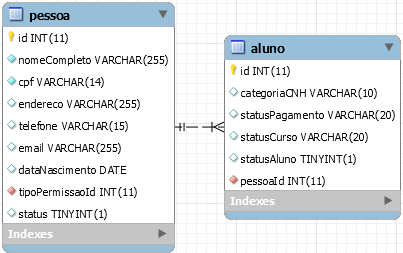 pessoa
id INT(11)
nomeCompleto VARCHAR(255)
cpf VARCHAR(14)
endereco VARCHAR(255)
telefone VARCHAR(15)
email VARCHAR(255)
dataNascimento DATE
tipoPermissaoId INT(11)
status TINYINT(1)
Indexes
aluno
id INT(11)
categoriaCNH VARCHAR(10)
statusPagamento VARCHAR(20)
statusCurso VARCHAR(20)
statusAluno TINYINT(1)
pessoaId INT(11)
Indexes